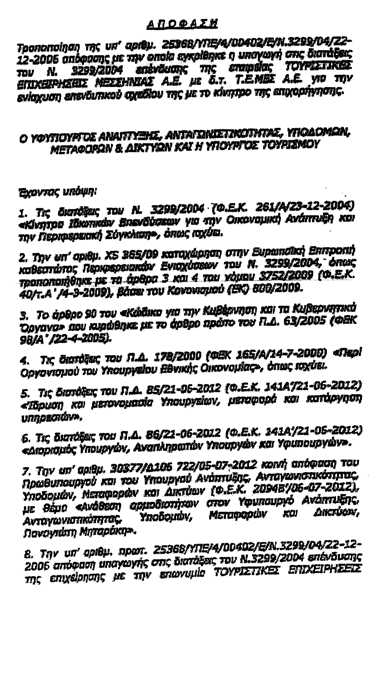 ΑΠΟΦΑΣΗ
Τροποποίηση της υπ' αριθμ. 25368/ΥΠΕ/4/00402/Ε/Ν.3299/04/22-
12-2006 απόφασης με την οποία εγκρίθηκε η υπαγωγή στις διατάξεις
του Ν. 3299/2004 επένδυσης της εταιρείας ΤΟΥΡΙΣΤΙΚΕΣ
ΕΠΙΧΕΙΡΗΣΕΙΣ ΜΕΣΣΗΝΙΑΣ Α.Ε. με δ.τ. Τ.Ε.ΜΕΣ Α.Ε. για την
ενίσχυση επενδυτικού σχεδίου της με το κίνητρο της επιχορήγησης.
Ο ΥΦΥΠΟΥΡΓΟΣ ΑΝΑΠΤΥΞΗΣ, ΑΝΤΑΓΩΝΙΣΤΙΚΟΤΗΤΑΣ, ΥΠΟΔΟΜΩΝ,
ΜΕΤΑΦΟΡΩΝ & ΔΙΚΤΥΩΝ ΚΑΙ Η ΥΠΟΥΡΓΟΣ ΤΟΥΡΙΣΜΟΥ
Έχοντας υπόψη:
1. Τις διατάξεις του Ν. 3299/2004 (Φ.Ε.Κ. 261/Α/23-12-2004)
«Κίνητρα Ιδιωτικών Επενδύσεων για την Οικονομική Ανάπτυξη και
την Περιφερειακή Σύγκλιση», όπως ισχύει.
2. Την υπ' αριθμ. XS 365/09 καταχώρηση στην Ευρωπαϊκή Επιτροπή
καθεστώτος Περιφερειακών Ενισχύσεων του Ν. 3299/2004, όπως
τροποποιήθηκε με τα άρθρα 3 και 4 του νόμου 3752/2009 (Φ.Ε.Κ.
40/τ.Α΄/4-3-2009), βάσει του Κανονισμού (ΕΚ) 800/2009.
3. Το άρθρο 90 του «Κώδικα για την Κυβέρνηση και τα Κυβερνητικά
Όργανα» που κυρώθηκε με το άρθρο πρώτο του Π.Δ. 63/2005 (ΦΕΚ
98/Α΄/22-4-2005).
4. Τις διατάξεις του Π.Δ. 178/2000 (ΦΕΚ 165/Α/14-7-2000) «Περί
Οργανισμού του Υπουργείου Εθνικής Οικονομίας», όπως ισχύει.
5. Τις διατάξεις του Π.Δ. 85/21-06-2012 (Φ.Ε.Κ. 141Α'/21-06-2012)
«Ίδρυση και μετονομασία Υπουργείων, μεταφορά και κατάργηση
υπηρεσιών».
6. Τις διατάξεις του Π.Δ. 86/21-06-2012 (Φ.Ε.Κ. 141Α'/21-06-2012)
«Διορισμός Υπουργών, Αναπληρωτών Υπουργών και Υφυπουργών».
7. Την υπ' αριθμ. 30377/Δ106 722/05-07-2012 κοινή απόφαση του
Πρωθυπουργού και του Υπουργού Ανάπτυξης, Ανταγωνιστικότητας,
Υποδομών, Μεταφορών και Δικτύων (Φ.Ε.Κ. 2094Β'/06-07-2012),
με θέμα «Ανάθεση αρμοδιοτήτων στον Υφυπουργό Ανάπτυξης,
Ανταγωνιστικότητας, Υποδομών, Μεταφορών και Δικτύων,
Παναγιώτη Μηταράκη».
8. Την υπ' αριθμ. πρωτ. 25368/ΥΠΕ/4/00402/Ε/Ν.3299/04/22-12-
2006 απόφαση υπαγωγής στις διατάξεις του Ν.3299/2004 επένδυσης
της επιχείρησης με την επωνυμία ΤΟΥΡΙΣΤΙΚΕΣ ΕΠΙΧΕΙΡΗΣΕΙΣ